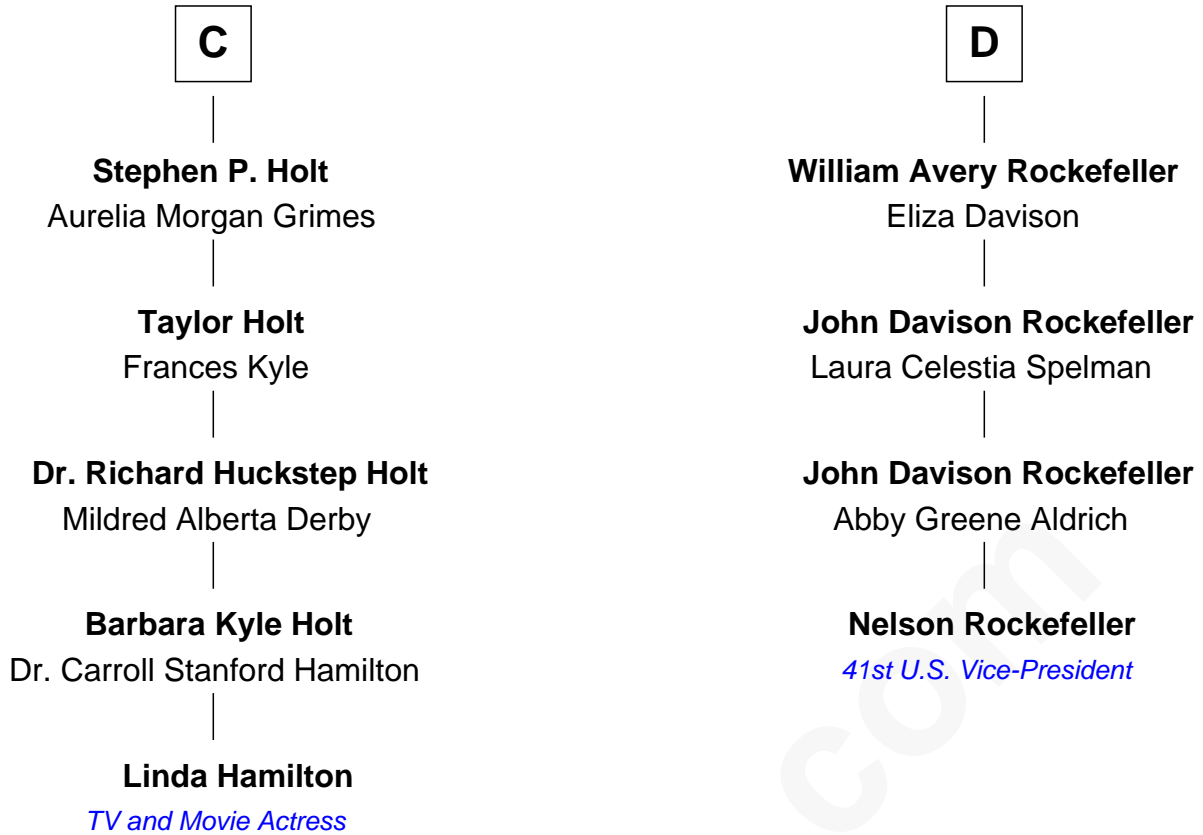 C
Stephen P. Holt
Aurelia Morgan Grimes
Taylor Holt
Frances Kyle
Dr. Richard Huckstep Holt
Mildred Alberta Derby
Barbara Kyle Holt
Dr. Carroll Stanford Hamilton
Linda Hamilton
TV and Movie Actress
D
William Avery Rockefeller
Eliza Davison
John Davison Rockefeller
Laura Celestia Spelman
John Davison Rockefeller
Abby Greene Aldrich
Nelson Rockefeller
41st U.S. Vice-President
com